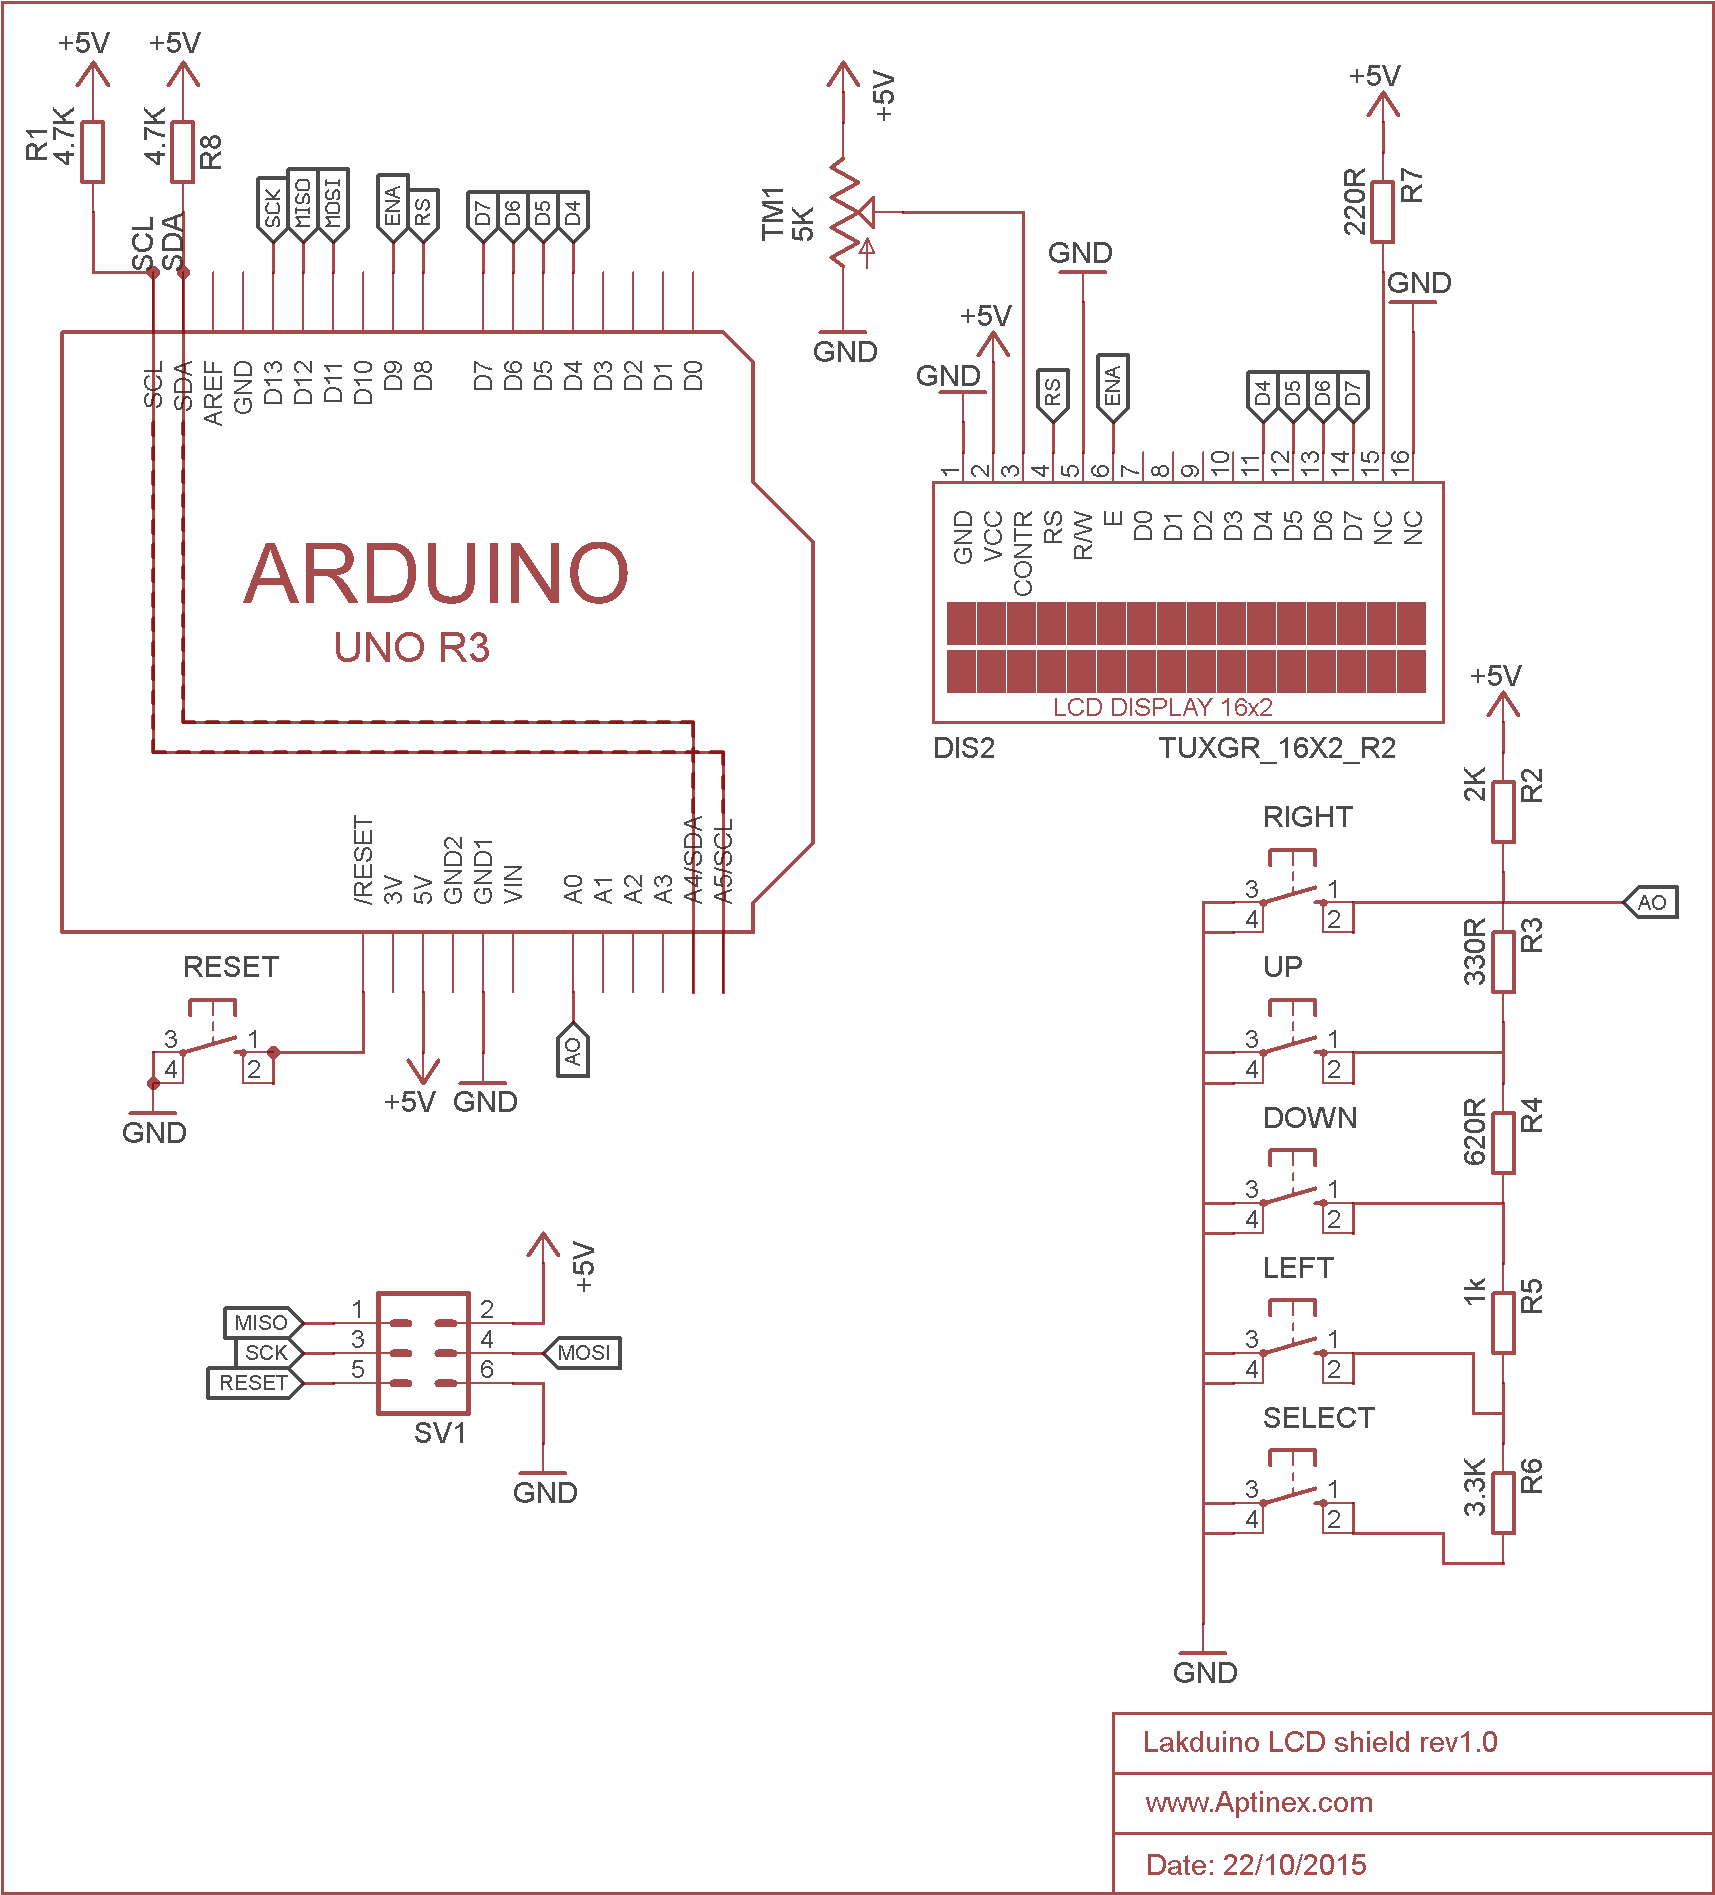 +5V
+5V
R1
4.7K
4.7K
R8
SCL
SDA
SCK
MISO
MOSI
ENA
RS
D7
D6
D5
D4
SCL
SDA
AREF
GND
D13
D12
D11
D10
D9
D8
D7
D6
D5
D4
D3
D2
D1
D0
ARDUINO
UNO R3
/RESET
3V
5V
GND2
GND1
VIN
A0
A1
A2
A3
A4/SDA
A5/SCL
RESET
3
4
1
2
GND
+5V
GND
AO
+5V
TM1
5K
GND
+5V
220R
R7
GND
GND
+5V
GND
RS
ENA
D4
D5
D6
D7
1
2
3
4
5
6
7
8
9
10
11
12
13
14
15
16
GND
VCC
CONTR
RS
R/W
E
D0
D1
D2
D3
D4
D5
D6
D7
NC
NC
LCD DISPLAY 16x2
DIS2
TUXGR_16X2_R2
+5V
2K
R2
RIGHT
3
4
1
2
AO
330R
R3
UP
3
4
1
2
620R
R4
DOWN
3
4
1
2
1k
R5
LEFT
3
4
1
2
3.3K
R6
SELECT
3
4
1
2
GND
+5V
MISO
SCK
RESET
1
3
5
2
4
6
MOSI
SV1
GND
Lakduino LCD shield rev1.0
www.Aptinex.com
Date: 22/10/2015